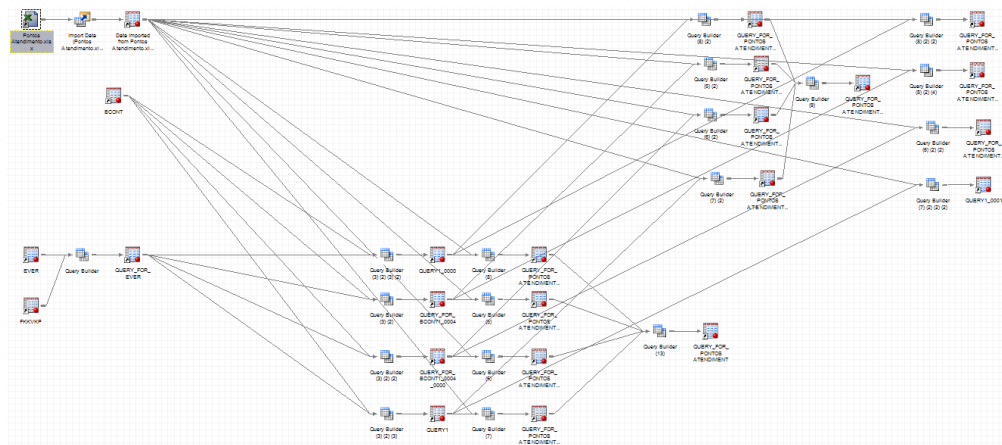 Pontos
Atendimento.xls
x
Import Data
(Pontos
Atendimento.xl...
Data Imported
from Pontos
Atendimento.xl...
Query Builder
(8) (2)
QUERY_FOR_
PONTOS
ATENDIMENT...
Query Builder
(8) (2) (2)
QUERY_FOR_
PONTOS
ATENDIMENT...
Query Builder
(5) (2)
QUERY_FOR_
PONTOS
ATENDIMENT...
Query Builder
(5) (2) (4)
QUERY_FOR_
PONTOS
ATENDIMENT...
Query Builder
(9)
QUERY_FOR_
PONTOS
ATENDIMENT...
BCONT
Query Builder
(6) (2)
QUERY_FOR_
PONTOS
ATENDIMENT...
Query Builder
(6) (2) (2)
QUERY_FOR_
PONTOS
ATENDIMENT...
Query Builder
(7) (2)
QUERY_FOR_
PONTOS
ATENDIMENT...
Query Builder
(7) (2) (2) (2)
QUERY1_0001
EVER
Query Builder
QUERY_FOR_
EVER
Query Builder
(3) (2) (3) (2)
QUERY1_0000
Query Builder
(8)
QUERY_FOR_
PONTOS
ATENDIMENT...
FKKVKP
Query Builder
(3) (2)
QUERY_FOR_
BCONT1_0004
Query Builder
(5)
QUERY_FOR_
PONTOS
ATENDIMENT...
Query Builder
(13)
QUERY_FOR_
PONTOS
ATENDIMENT
Query Builder
(3) (2) (2)
QUERY_FOR_
BCONT1_0004
_0000
Query Builder
(6)
QUERY_FOR_
PONTOS
ATENDIMENT...
Query Builder
(3) (2) (3)
QUERY1
Query Builder
(7)
QUERY_FOR_
PONTOS
ATENDIMENT...